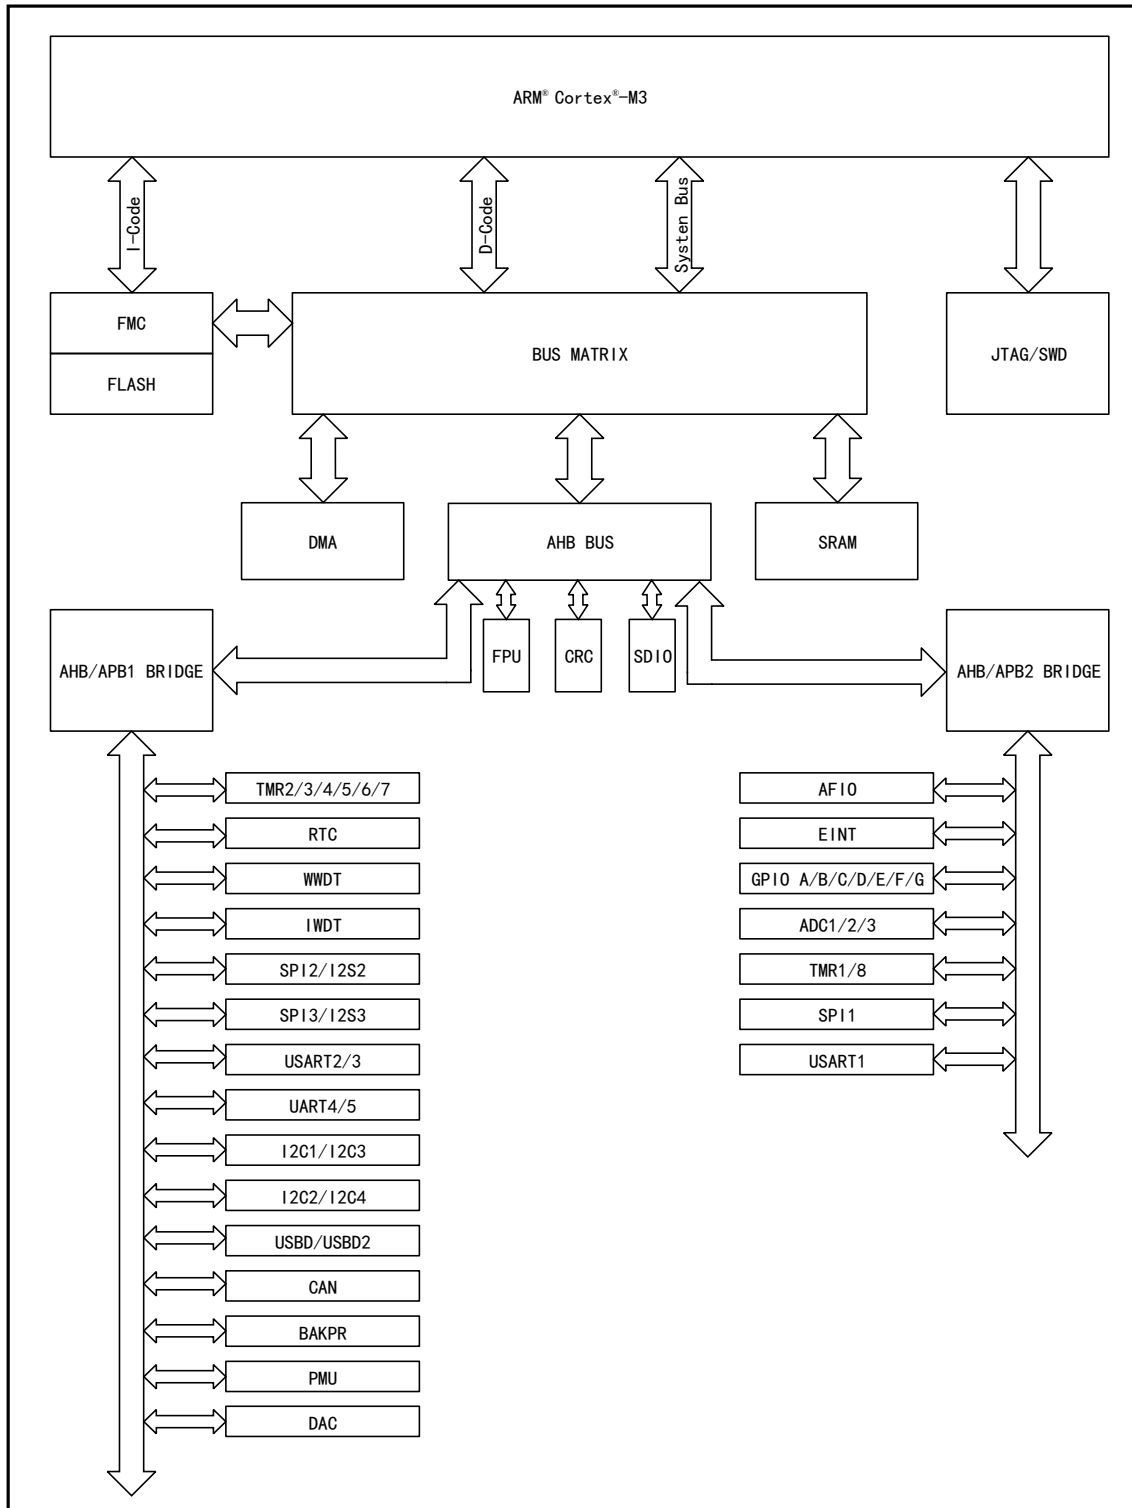 ARM® Cortex®-M3
I-Code
D-Code
Systen Bus
FMC
FLASH
BUS MATRIX
JTAG/SWD
DMA
AHB BUS
SRAM
AHB/APB1 BRIDGE
FPU
CRC
SDIO
AHB/APB2 BRIDGE
TMR2/3/4/5/6/7
RTC
WWDT
IWDT
SPI2/I2S2
SPI3/I2S3
USART2/3
UART4/5
I2C1/I2C3
I2C2/I2C4
USBD/USBD2
CAN
BAKPR
PMU
DAC
AFIO
EINT
GPIO A/B/C/D/E/F/G
ADC1/2/3
TMR1/8
SPI1
USART1